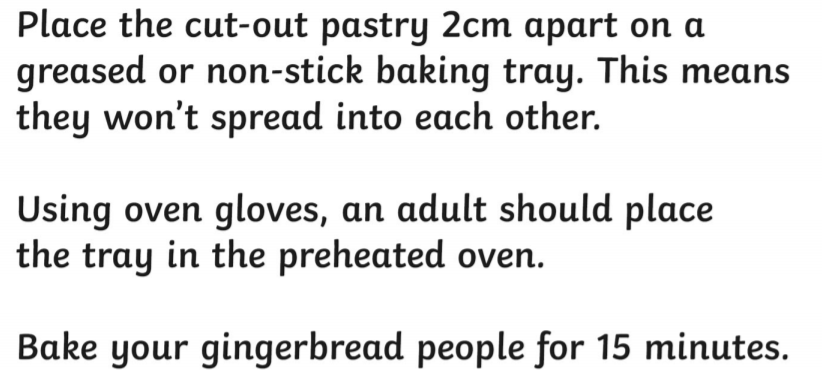 Place the cut-out pastry 2cm apart on a
greased or non-stick baking tray. This means
they won’t spread into each other.
Using oven gloves, an adult should place
the tray in the preheated oven.
Bake your gingerbread people for 15 minutes.